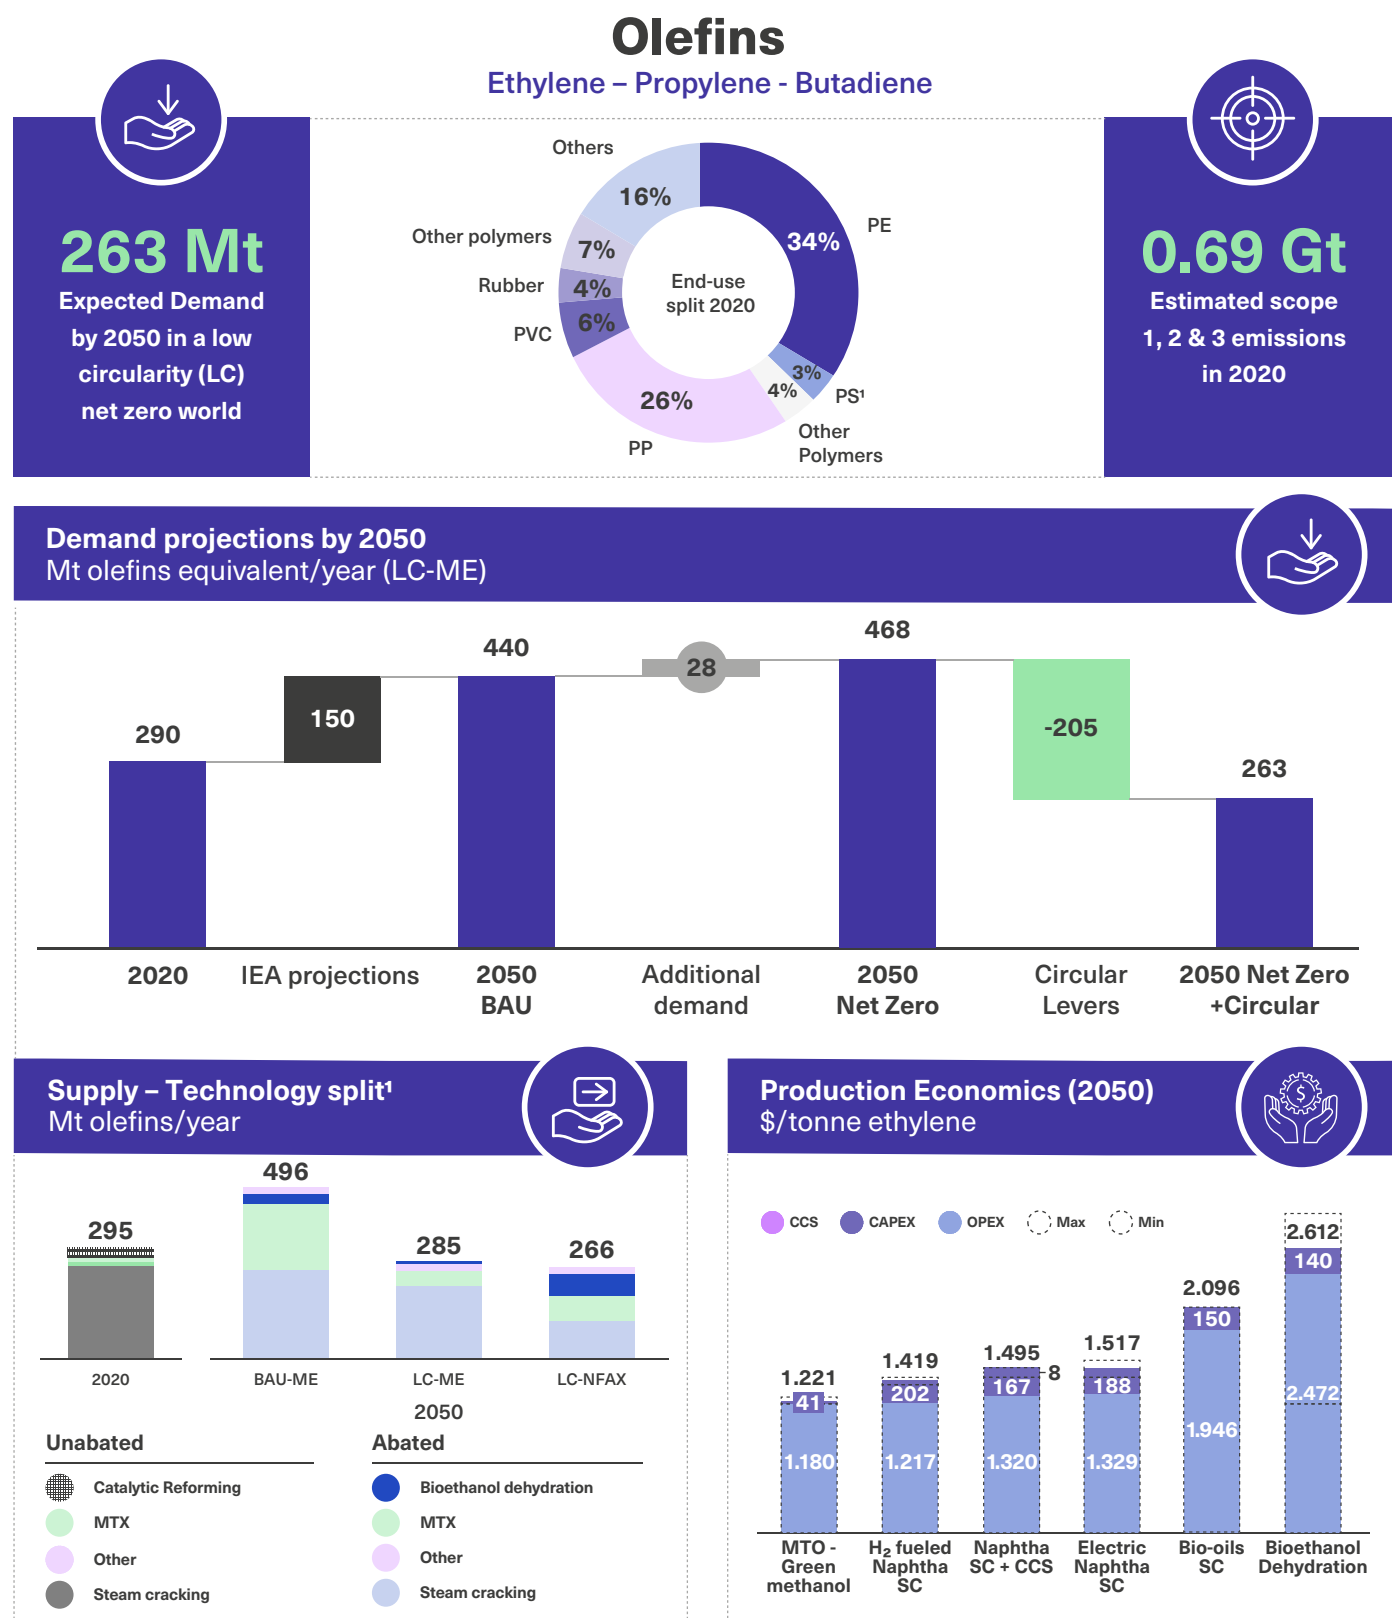 Olefins
Ethylene – Propylene - Butadiene
263 Mt
Expected Demand
by 2050 in a low
circularity (LC)
net zero world
Others
16%
Other polymers
7%
Rubber
4%
PVC
6%
26%
PP
End-use
split 2020
34%
PE
3%
PS¹
4%
Other
Polymers
0.69 Gt
Estimated scope
1, 2 & 3 emissions
in 2020
Demand projections by 2050
Mt olefins equivalent/year (LC-ME)
290
150
440
28
468
-205
263
2020
IEA projections
2050
BAU
Additional
demand
2050
Net Zero
Circular
Levers
2050 Net Zero
+Circular
Supply – Technology split¹
Mt olefins/year
295
496
285
266
2020
BAU-ME
LC-ME
LC-NFAX
2050
Unabated
Catalytic Reforming
MTX
Other
Steam cracking
Abated
Bioethanol dehydration
MTX
Other
Steam cracking
Production Economics (2050)
$/tonne ethylene
$
CCS
CAPEX
OPEX
Max
Min
1.221
41
1.180
1.419
202
1.217
1.495
8
167
1.320
1.517
188
1.329
2.096
150
1.946
2.612
140
2.472
MTO -
Green
methanol
H₂ fueled
Naphtha
SC
Naphtha
SC + CCS
Electric
Naphtha
SC
Bio-oils
SC
Bioethanol
Dehydration